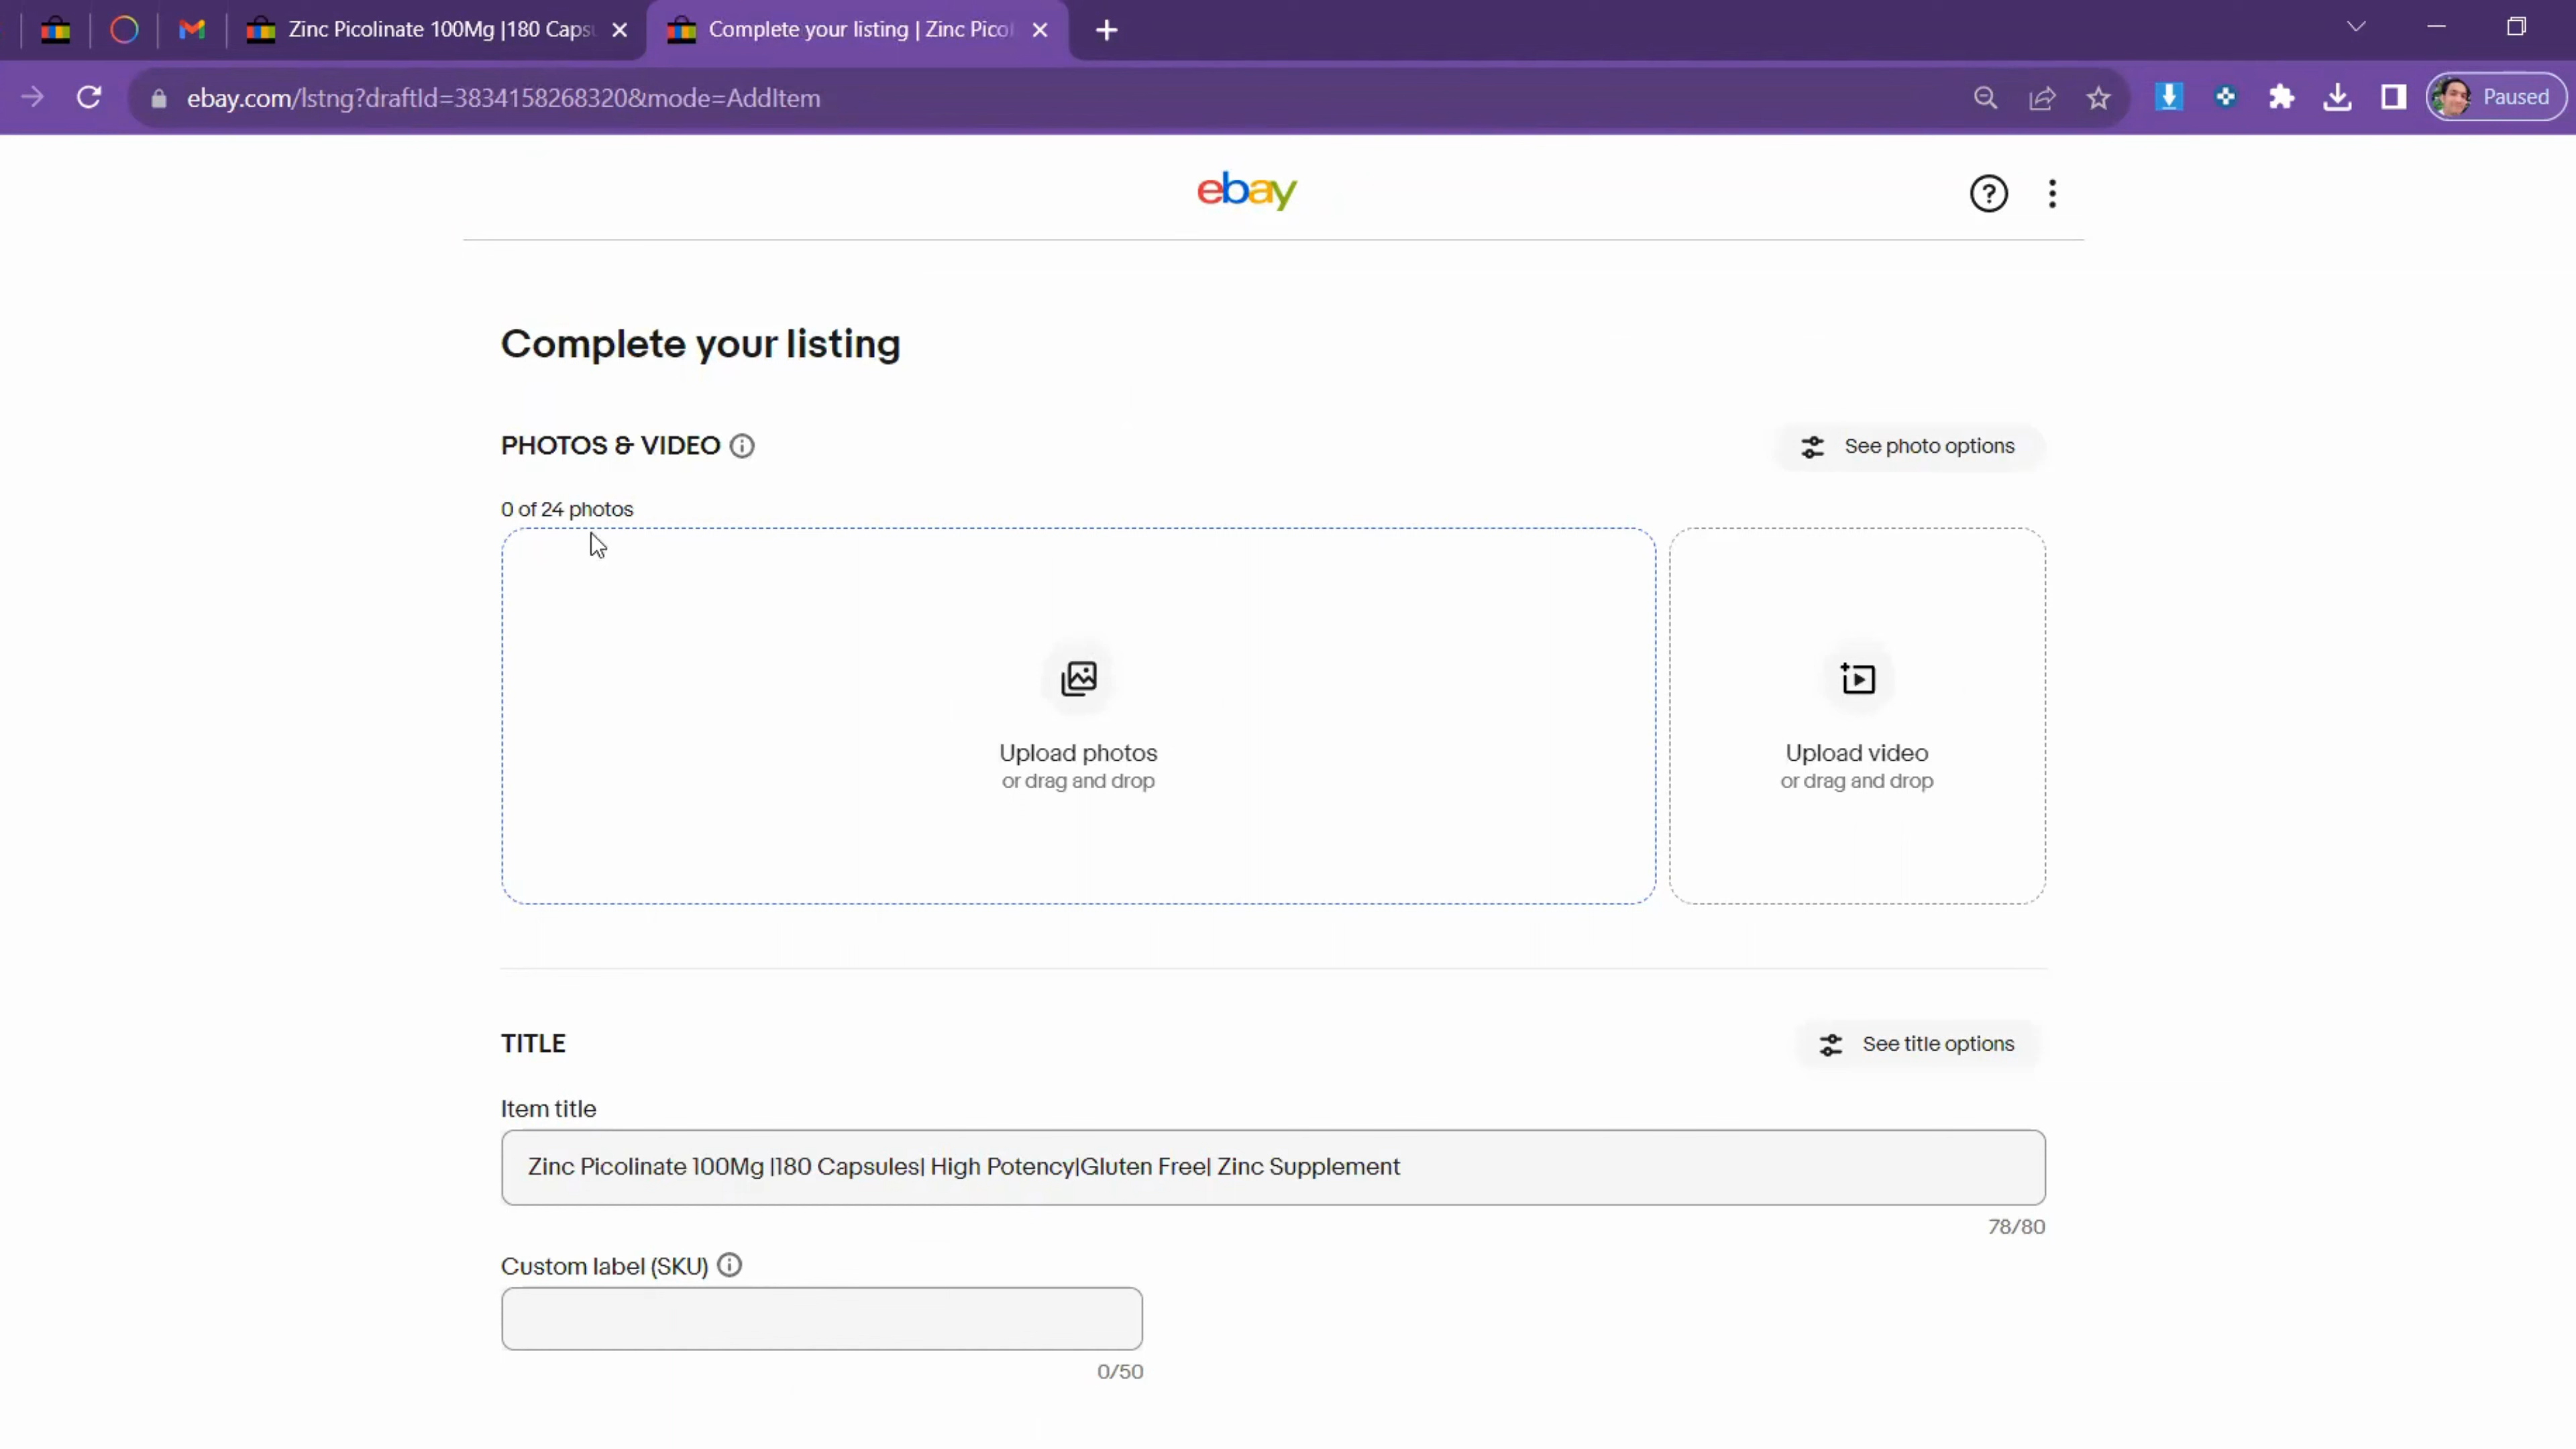 Zinc Picolinate 100Mg |180 Caps
Complete your listing | Zinc Picol
ebay.com/lstng?draftId=3834158268320&mode=AddItem
Paused
ebay
Complete your listing
PHOTOS & VIDEO
See photo options
0 of 24 photos
Upload photos
or drag and drop
Upload video
or drag and drop
TITLE
See title options
Item title
Zinc Picolinate 100Mg |180 Capsules| High Potency|Gluten Free| Zinc Supplement
78/80
Custom label (SKU)
0/50